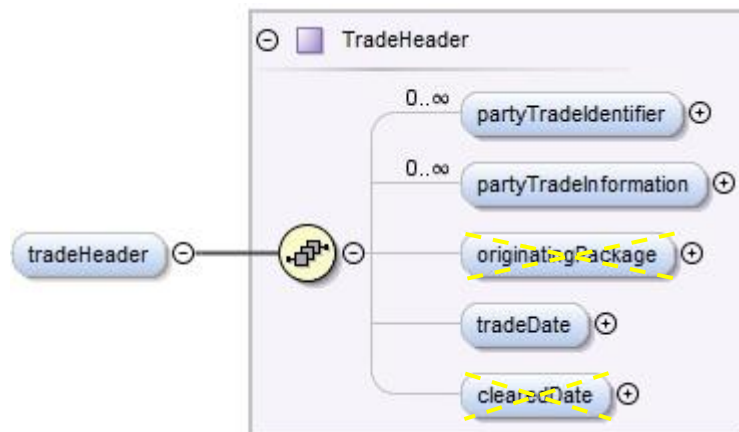 TradeHeader
0..∞
partyTradeIdentifier
0..∞
partyTradeInformation
tradeHeader
originatingPackage
tradeDate
clearedDate